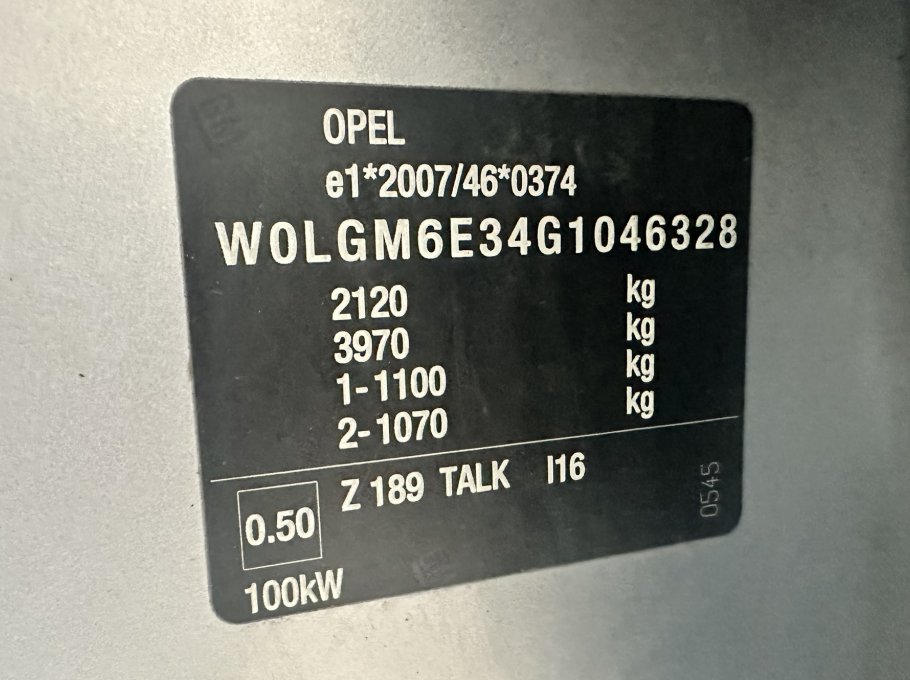 OPEL
e1*2007/46*0374
W0LGM6E34G1046328
2120 kg
3970 kg
1-1100 kg
2-1070 kg
Z 189 TALK I16
0.50
100kW
0545